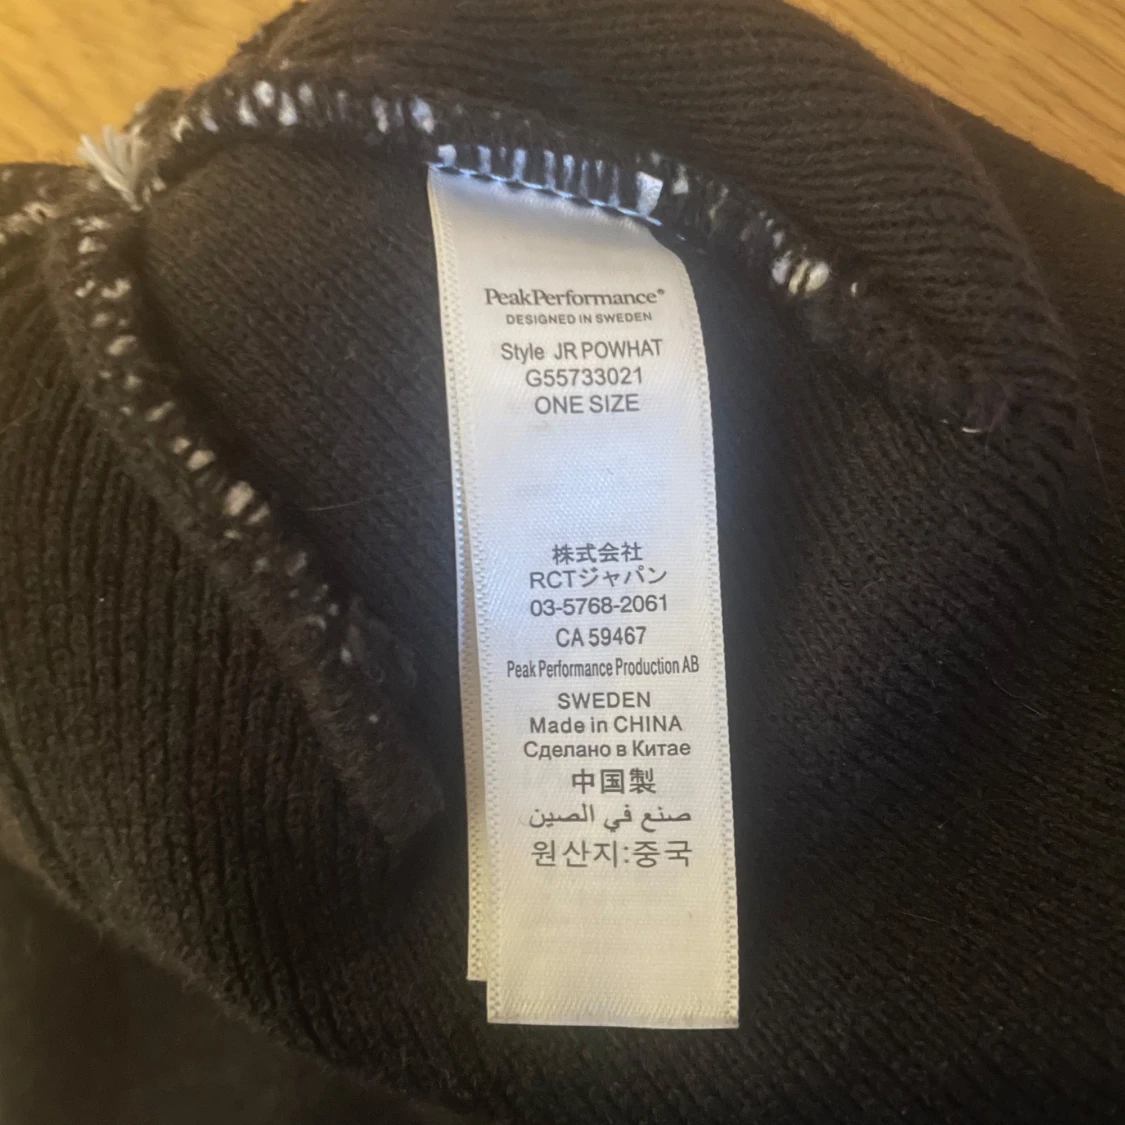 PeakPerformance®
DESIGNED IN SWEDEN
Style JR POWHAT
G55733021
ONE SIZE
株式会社
RCTジャパン
03-5768-2061
CA 59467
Peak Performance Production AB
SWEDEN
Made in CHINA
Сделано в Китае
中国製
صنع في الصين
원산지:중국